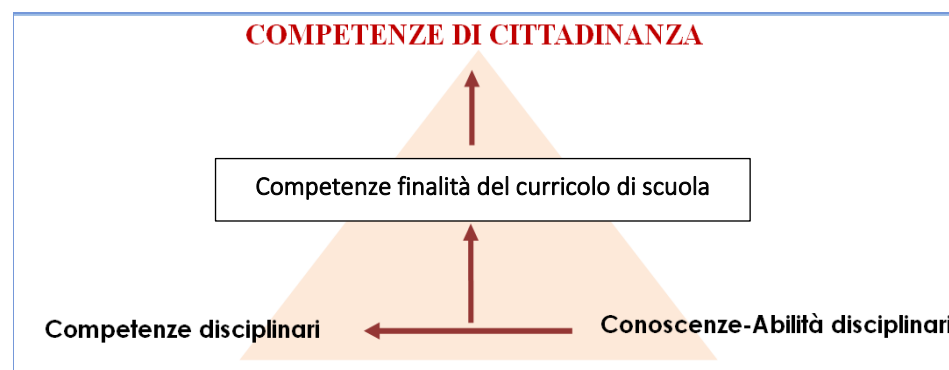 COMPETENZE DI CITTADINANZA
Competenze finalità del curricolo di scuola
Competenze disciplinari
Conoscenze-Abilità disciplinari